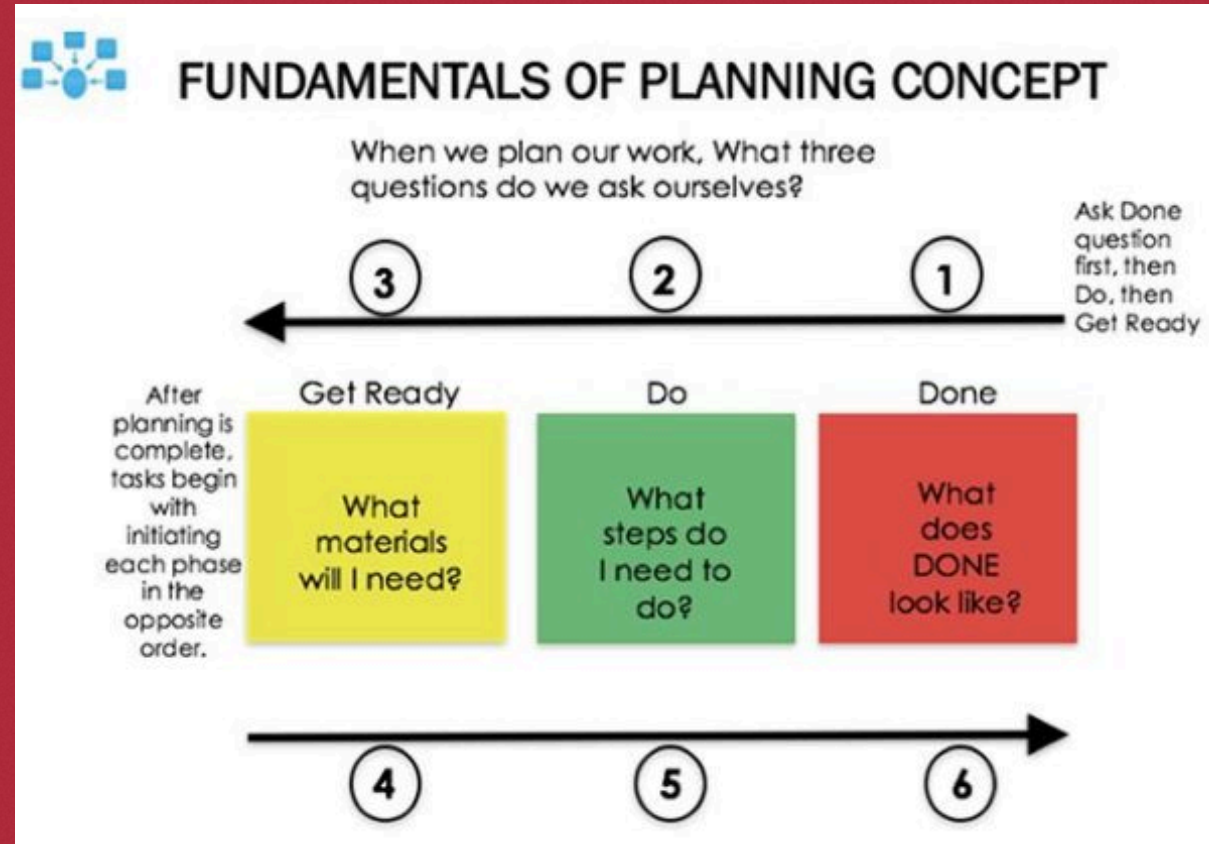 FUNDAMENTALS OF PLANNING CONCEPT
When we plan our work, What three
questions do we ask ourselves?
Ask Done
question
first, then
Do, then
Get Ready
3
2
1
After
planning is
complete,
tasks begin
with
initiating
each phase
in the
opposite
order.
Get Ready
What
materials
will I need?
Do
What
steps do
I need to
do?
Done
What
does
DONE
look like?
4
5
6